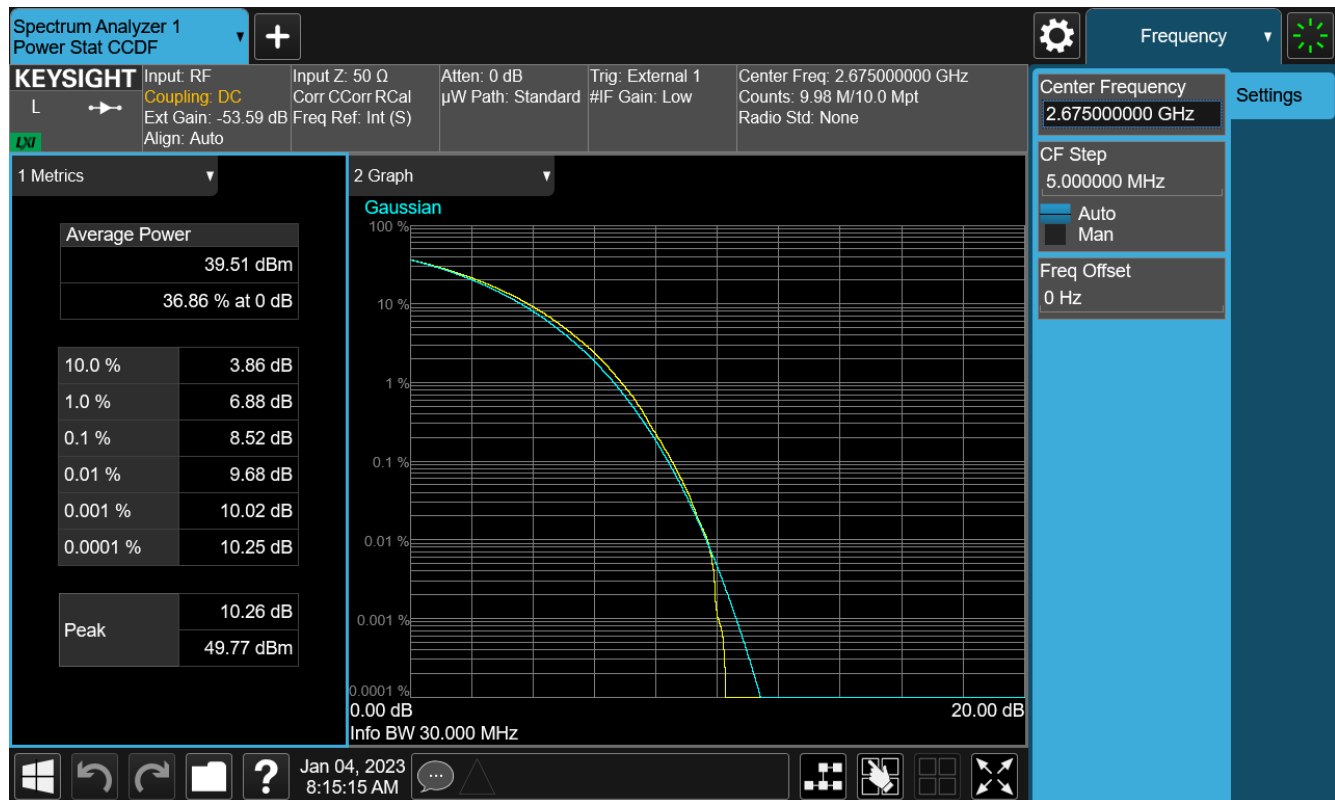 Spectrum Analyzer 1
Power Stat CCDF
Frequency
KEYSIGHT
L
LXI
Input: RF
Coupling: DC
Ext Gain: -53.59 dB
Align: Auto
Input Z: 50 Ω
Corr CCorr RCal
Freq Ref: Int (S)
Atten: 0 dB
µW Path: Standard
Trig: External 1
#IF Gain: Low
Center Freq: 2.675000000 GHz
Counts: 9.98 M/10.0 Mpt
Radio Std: None
Center Frequency
2.675000000 GHz
Settings
CF Step
5.000000 MHz
Auto
Man
Freq Offset
0 Hz
1 Metrics
Average Power
39.51 dBm
36.86 % at 0 dB
10.0 % 3.86 dB
1.0 % 6.88 dB
0.1 % 8.52 dB
0.01 % 9.68 dB
0.001 % 10.02 dB
0.0001 % 10.25 dB
Peak
10.26 dB
49.77 dBm
2 Graph
Gaussian
100 %
10 %
1 %
0.1 %
0.01 %
0.001 %
0.0001 %
0.00 dB 20.00 dB
Info BW 30.000 MHz
?
Jan 04, 2023
8:15:15 AM